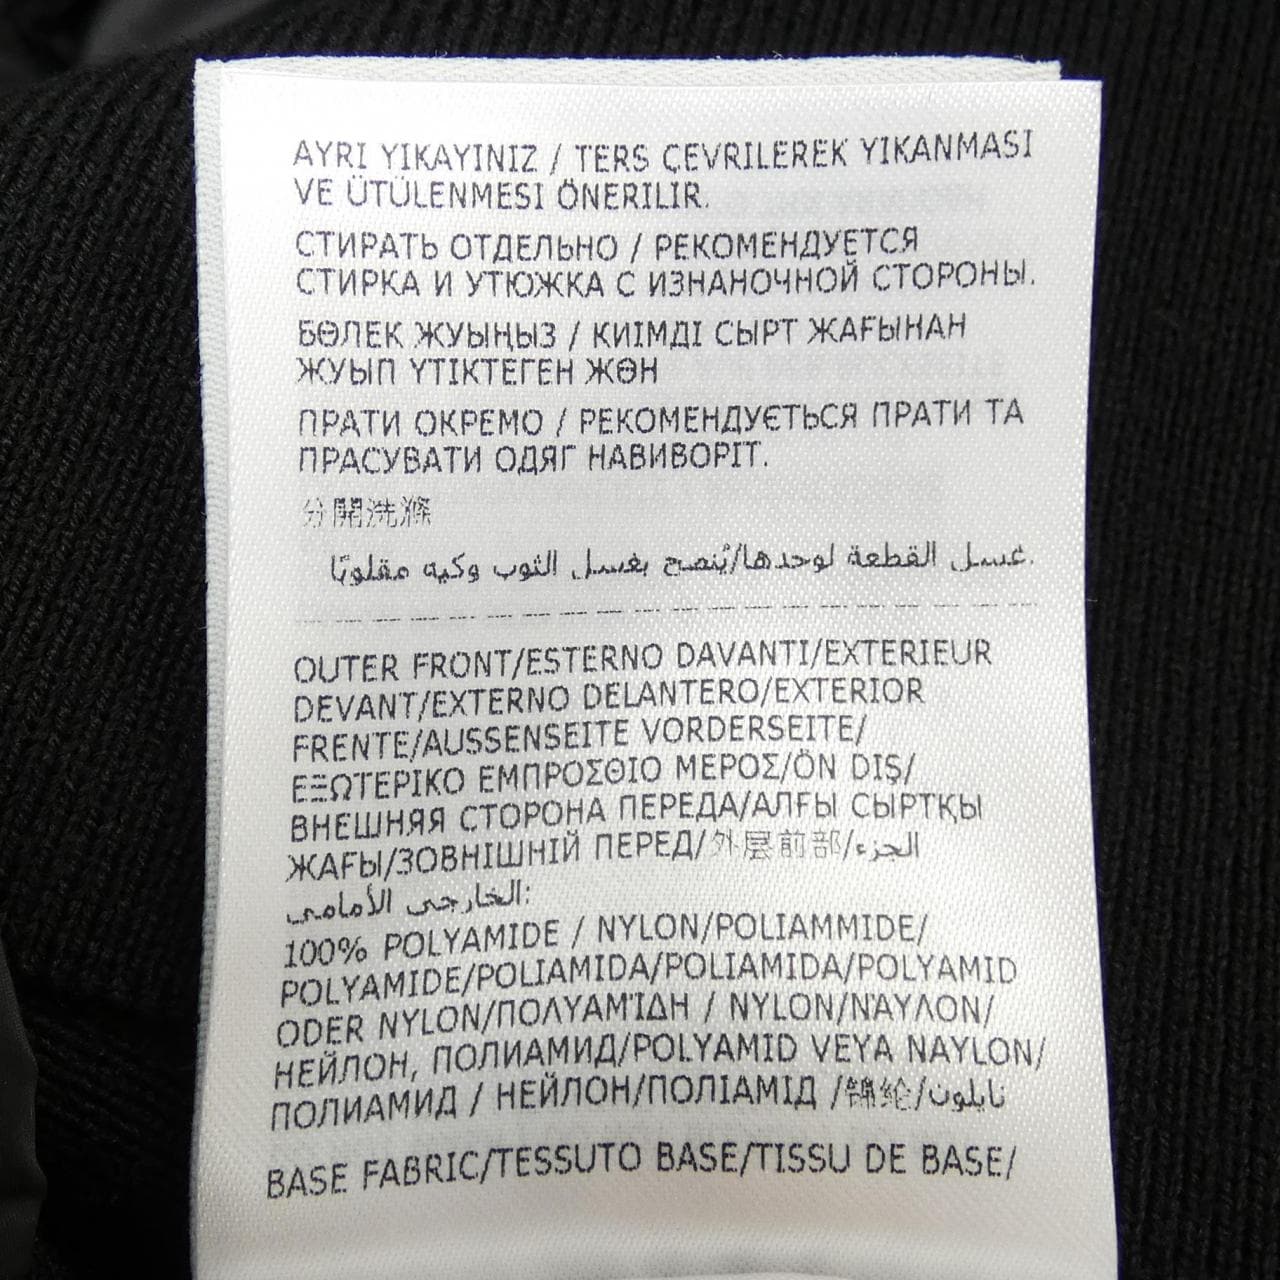 AYRI YIKAYINIZ / TERS ÇEVRILEREK YIKANMASI
VE ÜTÜLENMESI ÖNERILIR.
СТИРАТЬ ОТДЕЛЬНО / РЕКОМЕНДУЕТСЯ
СТИРКА И УТЮЖКА С ИЗНАНОЧНОЙ СТОРОНЫ.
БӨЛЕК ЖУЫҢЫЗ / КИІМДІ СЫРТ ЖАҒЫНАН
ЖУЫП ҮТІКТЕГЕН ЖӨН
ПРАТИ ОКРЕМО / РЕКОМЕНДУЄТЬСЯ ПРАТИ ТА
ПРАСУВАТИ ОДЯГ НАВИВОРІТ.
分開洗滌
غسل القطعة لوحدها/يُنصح بغسل الثوب وكيه مقلوبًا.
OUTER FRONT/ESTERNO DAVANTI/EXTERIEUR
DEVANT/EXTERNO DELANTERO/EXTERIOR
FRENTE/AUSSENSEITE VORDERSEITE/
ΕΞΩΤΕΡΙΚΟ ΕΜΠΡΟΣΘΙΟ ΜΕΡΟΣ/ÖN DIŞ/
ВНЕШНЯЯ СТОРОНА ПЕРЕДА/АЛҒЫ СЫРТҚЫ
ЖАҒЫ/ЗОВНІШНІЙ ПЕРЕД/外层前部/الجزء
الخارجي الأمامي:
100% POLYAMIDE / NYLON/POLIAMMIDE/
POLYAMIDE/POLIAMIDA/POLIAMIDA/POLYAMID
ODER NYLON/ΠΟΛΥΑΜΊΔΗ / NYLON/ΝΆΥΛΟΝ/
НЕЙЛОН, ПОЛИАМИД/POLYAMID VEYA NAYLON/
ПОЛИАМИД / НЕЙЛОН/ПОЛІАМІД /锦纶/نايلون
BASE FABRIC/TESSUTO BASE/TISSU DE BASE/